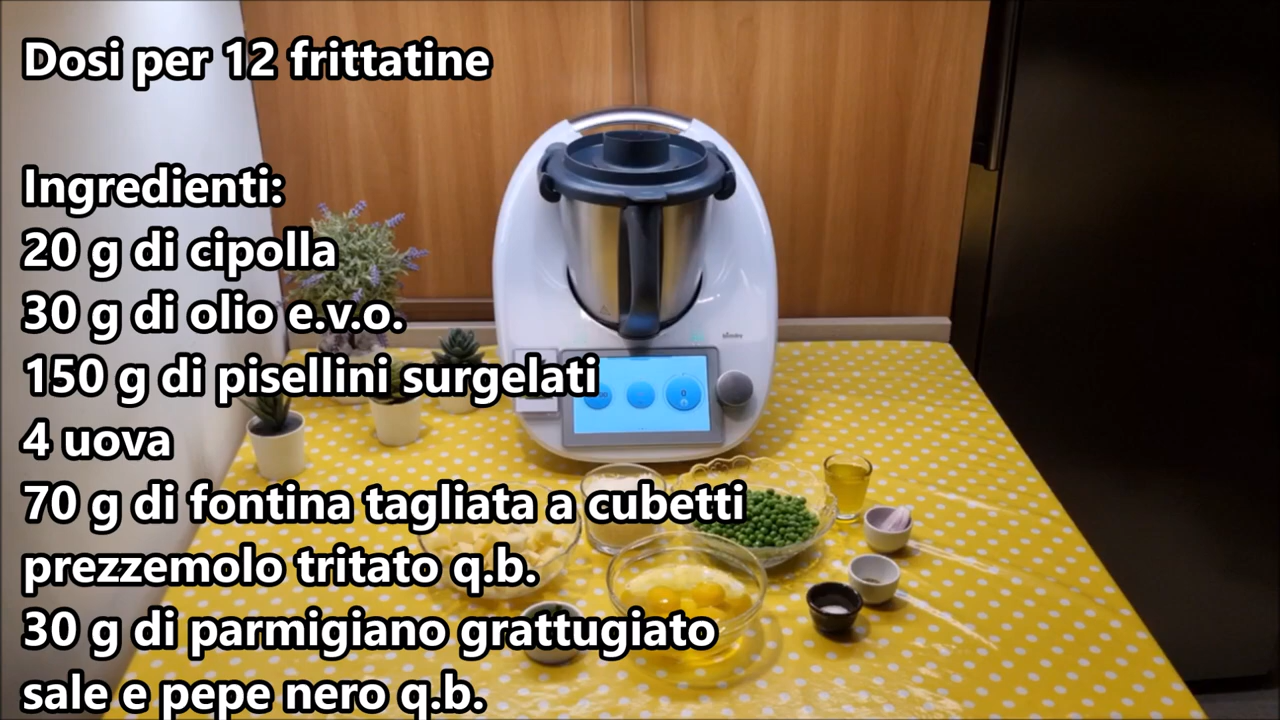 Dosi per 12 frittatine
Ingredienti:
20 g di cipolla
30 g di olio e.v.o.
150 g di pisellini surgelati
4 uova
70 g di fontina tagliata a cubetti
prezzemolo tritato q.b.
30 g di parmigiano grattugiato
sale e pepe nero q.b.